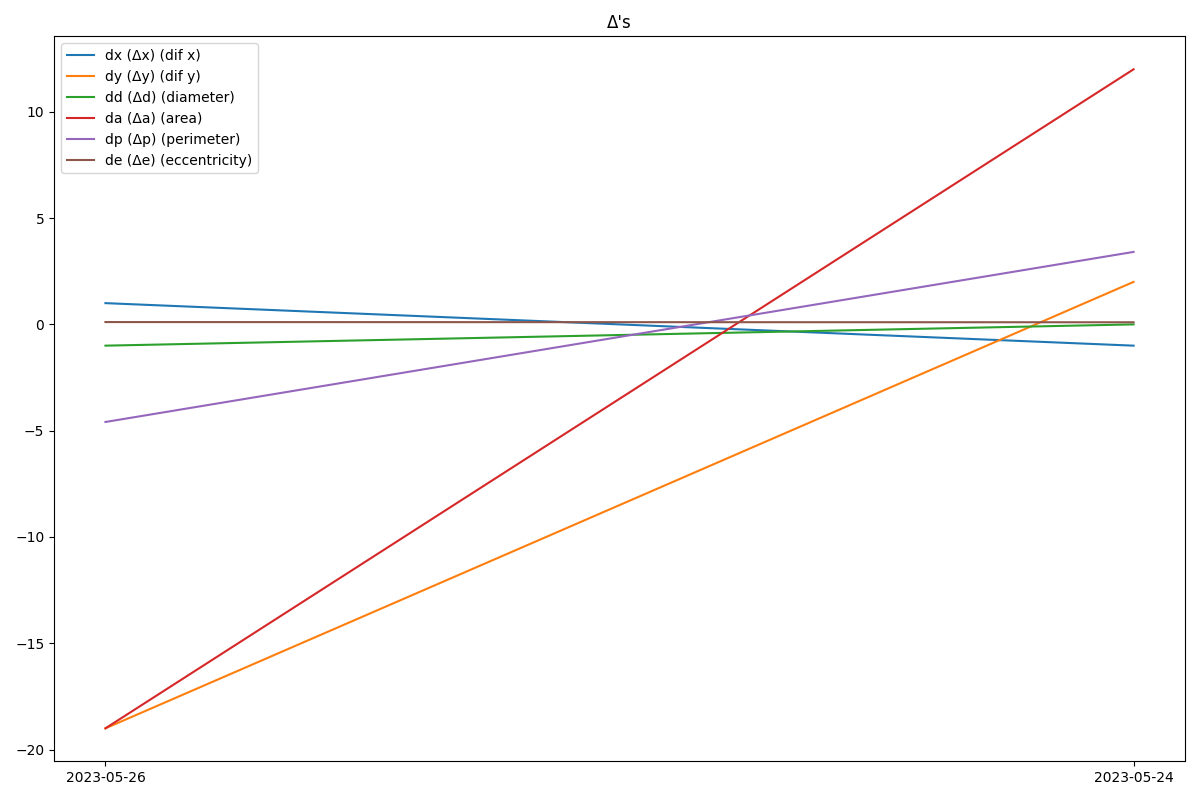 Δ's
dx (Δx) (dif x)
dy (Δy) (dif y)
dd (Δd) (diameter)
da (Δa) (area)
dp (Δp) (perimeter)
de (Δe) (eccentricity)
10
5
0
−5
−10
−15
−20
2023-05-26 2023-05-24